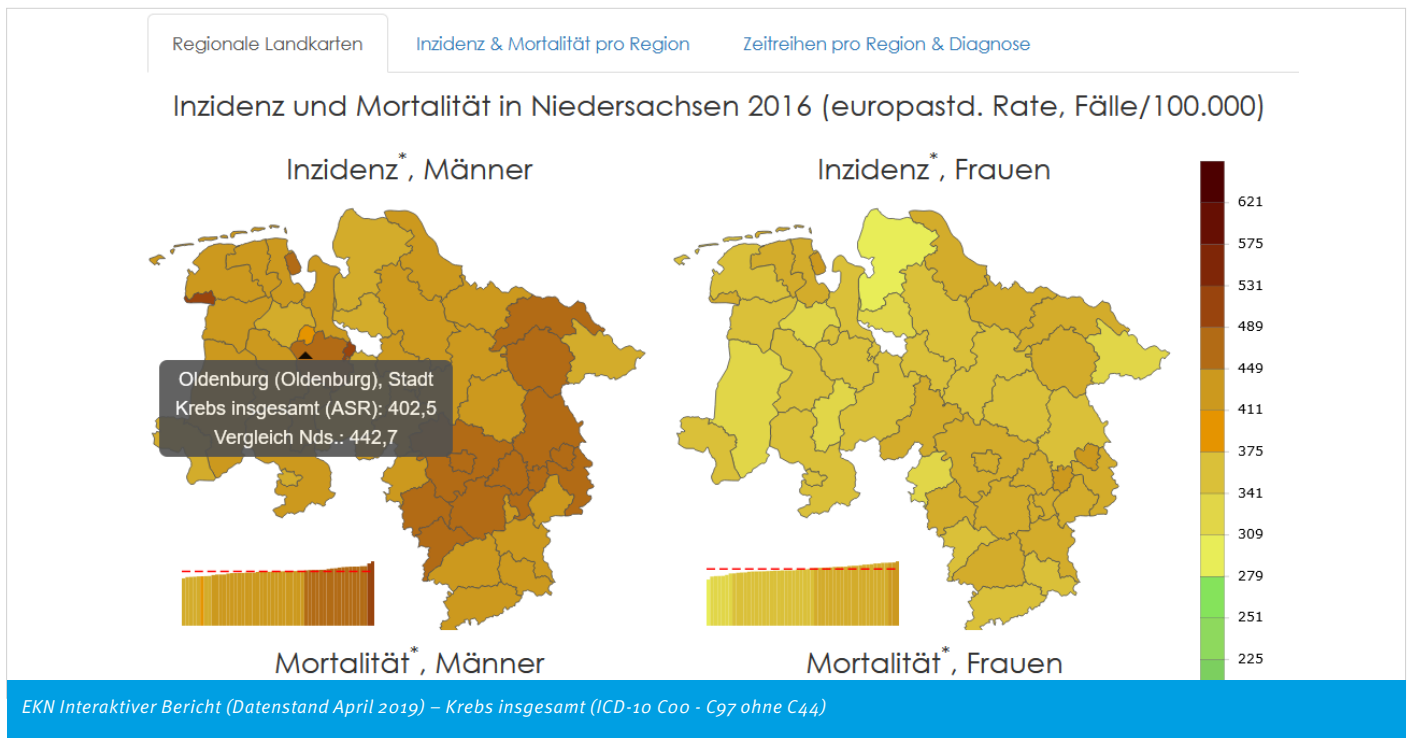 Regionale Landkarten
Inzidenz & Mortalität pro Region
Zeitreihen pro Region & Diagnose
Inzidenz und Mortalität in Niedersachsen 2016 (europastd. Rate, Fälle/100.000)
Inzidenz*, Männer
Inzidenz*, Frauen
621
575
531
489
449
411
375
341
309
279
251
225
Oldenburg (Oldenburg), Stadt
Krebs insgesamt (ASR): 402,5
Vergleich Nds.: 442,7
Mortalität*, Männer
Mortalität*, Frauen
EKN Interaktiver Bericht (Datenstand April 2019) – Krebs insgesamt (ICD-10 C00 - C97 ohne C44)